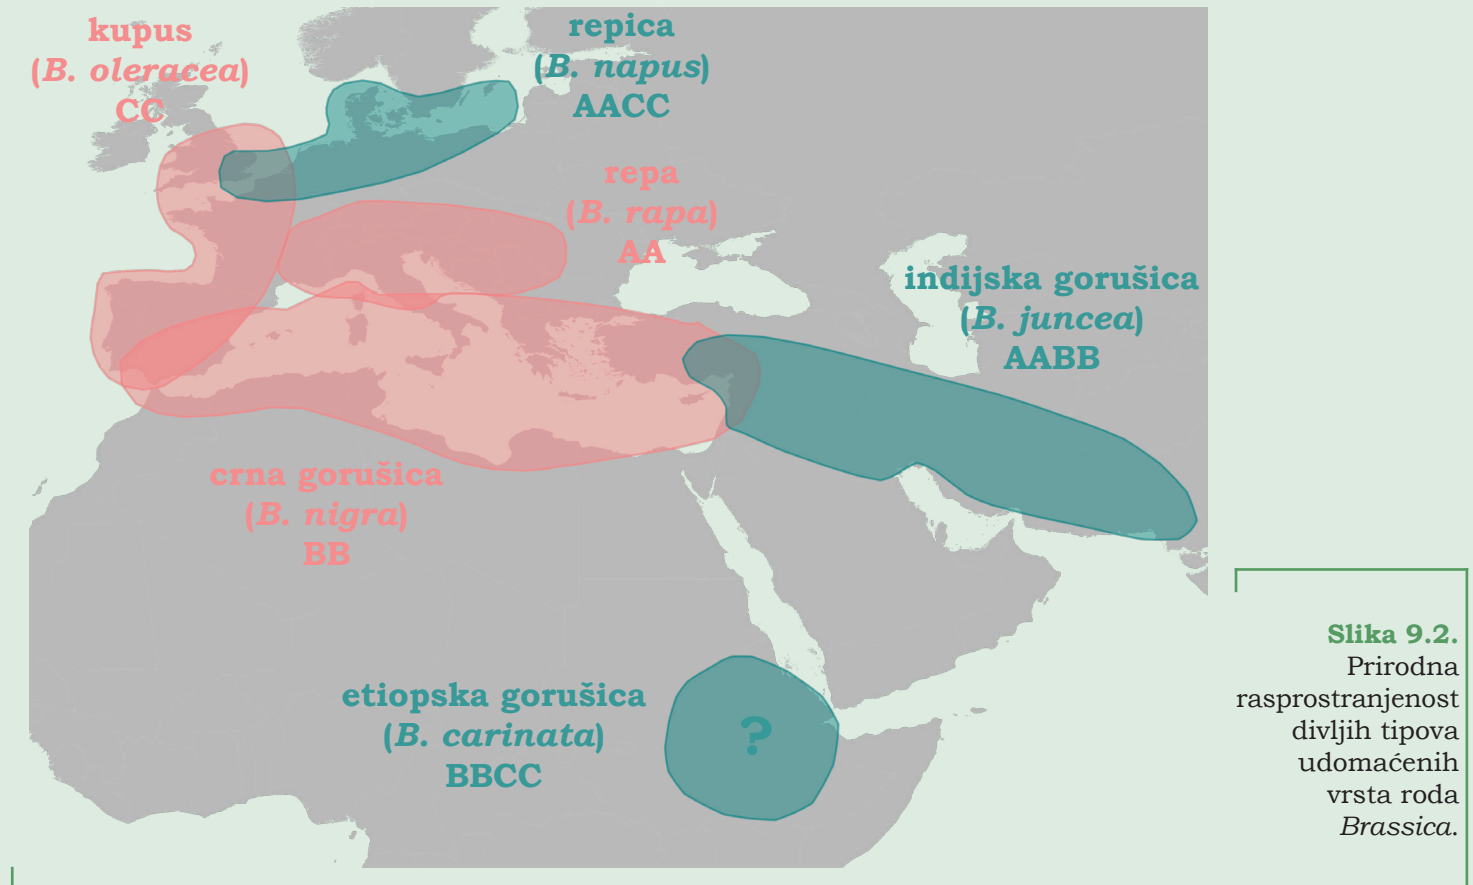 kupus
(B. oleracea)
CC
repica
(B. napus)
AACC
repa
(B. rapa)
AA
indijska gorušica
(B. juncea)
AABB
crna gorušica
(B. nigra)
BB
etiopska gorušica
(B. carinata)
BBCC
?
Slika 9.2.
Prirodna
rasprostranjenost
divljih tipova
udomaćenih
vrsta roda
Brassica.